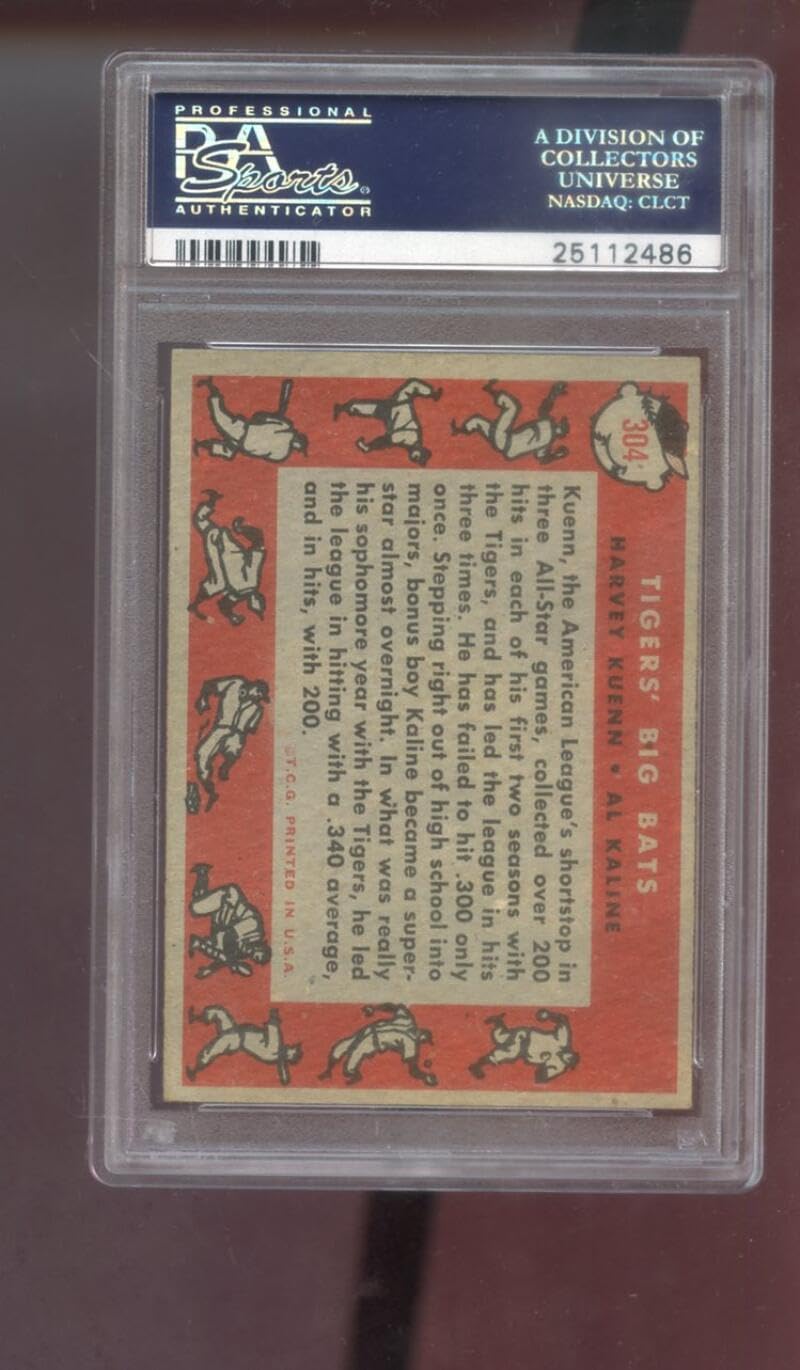 PROFESSIONAL
PSA
Sports
AUTHENTICATOR
A DIVISION OF
COLLECTORS
UNIVERSE
NASDAQ: CLCT
25112486
304
TIGERS' BIG BATS
HARVEY KUENN • AL KALINE
Kuenn, the American League's shortstop in
three All-Star games, collected over 200
hits in each of his first two seasons with
the Tigers, and has led the league in hits
three times. He has failed to hit .300 only
once. Stepping right out of high school into
majors, bonus boy Kaline became a super-
star almost overnight. In what was really
his sophomore year with the Tigers, he led
the league in hitting with a .340 average,
and in hits, with 200.
©T.C.G. PRINTED IN U.S.A.